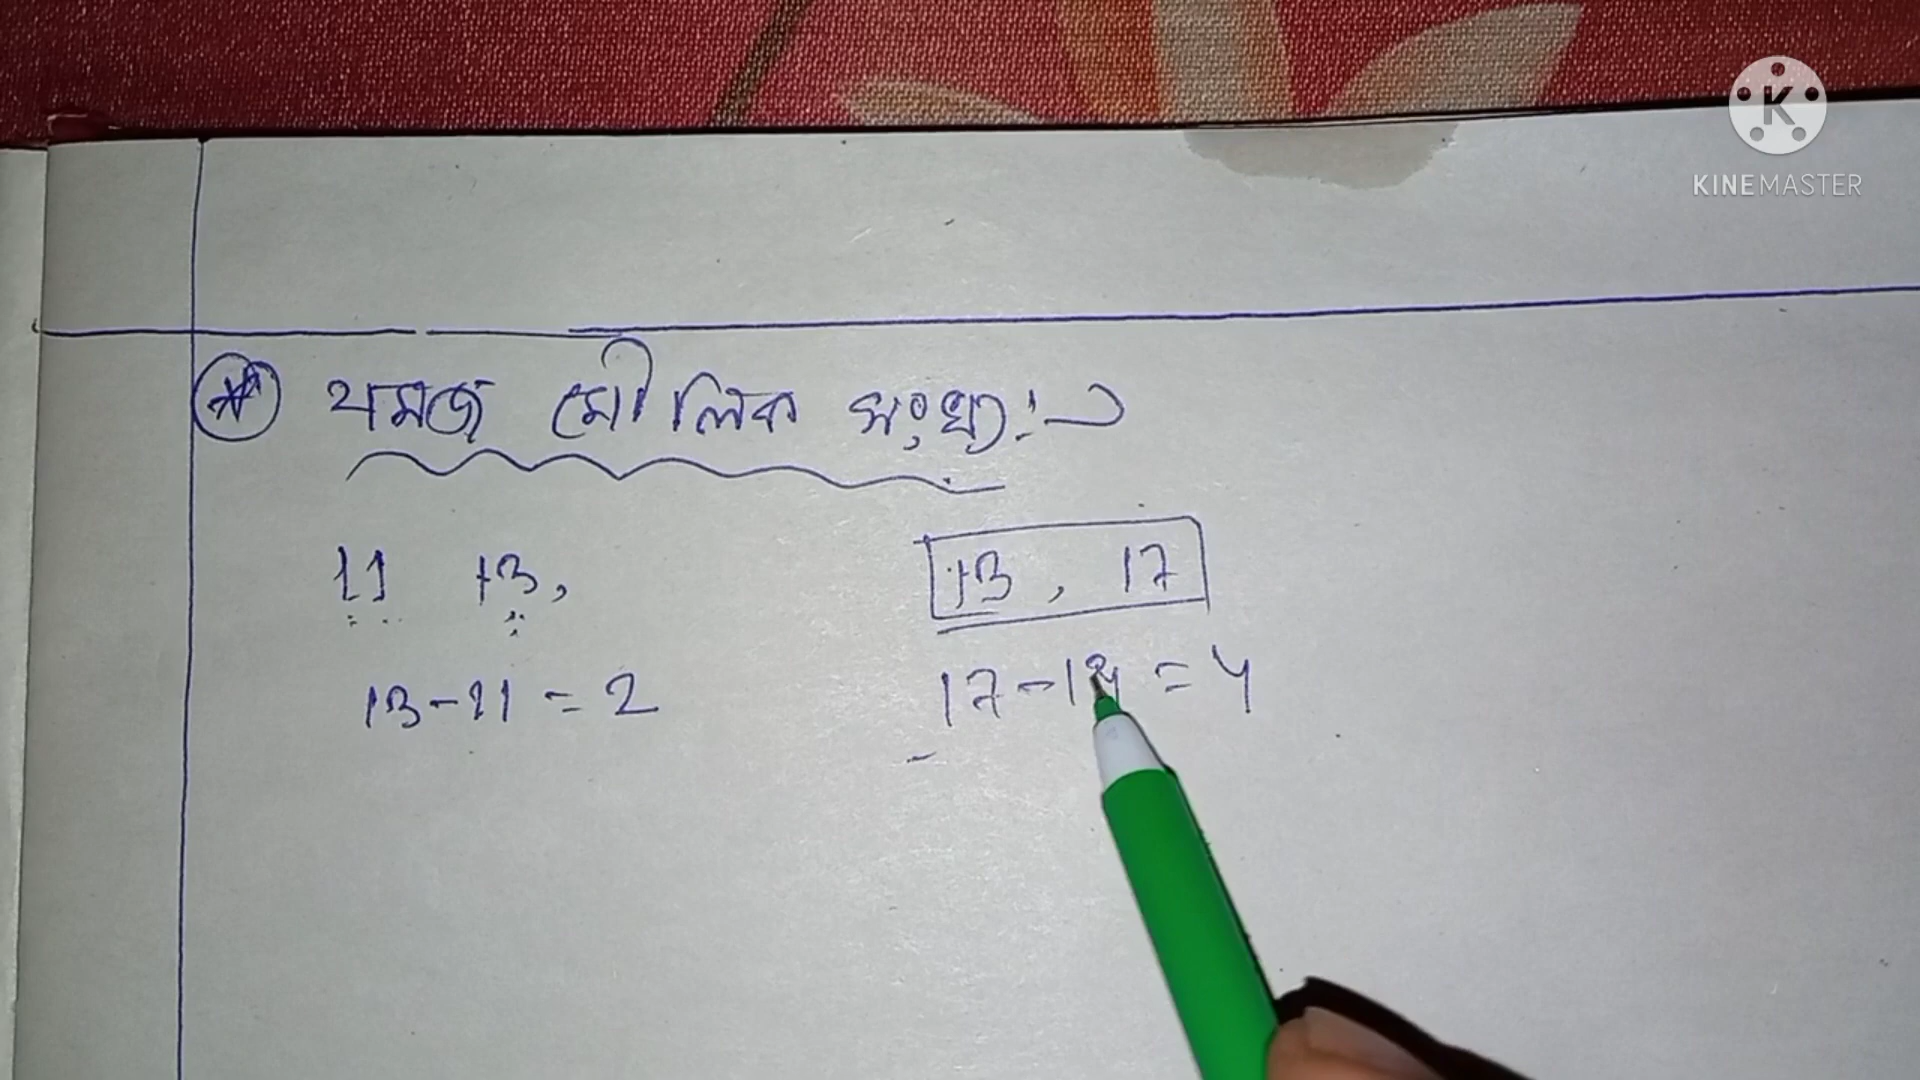 KINEMASTER
* যমজ মৌলিক সংখ্যা :→
11 13,
13-11 = 2
13, 17
17-13 = 4